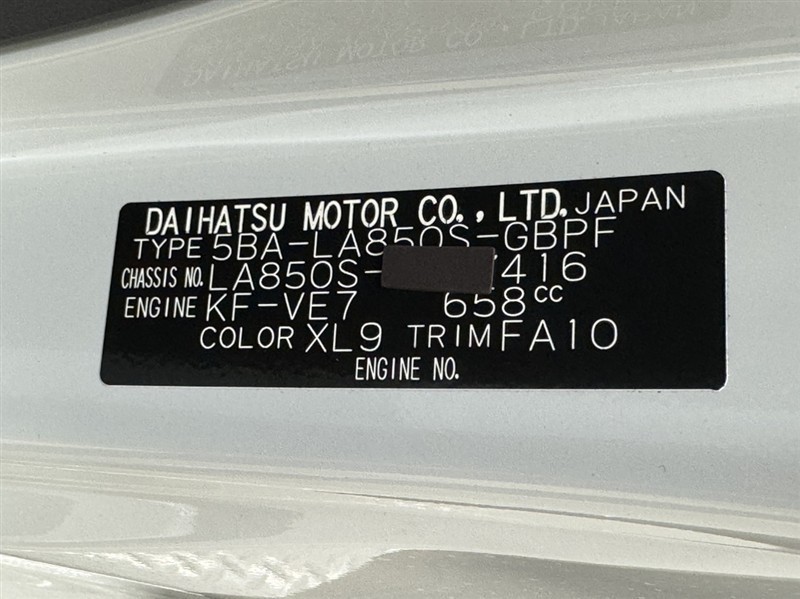 DAIHATSU MOTOR CO., LTD. JAPAN
TYPE 5BA-LA850S-GBPF
CHASSIS NO. LA850S- 416
ENGINE KF-VE7 658cc
COLOR XL9 TRIM FA10
ENGINE NO.